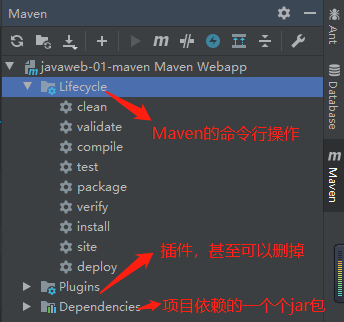 Maven
javaweb-01-maven Maven Webapp
Lifecycle
clean
validate
compile
test
package
verify
install
site
deploy
Plugins
Dependencies
Maven的命令行操作
插件，甚至可以删掉
项目依赖的一个个jar包
Ant
Database
m Maven